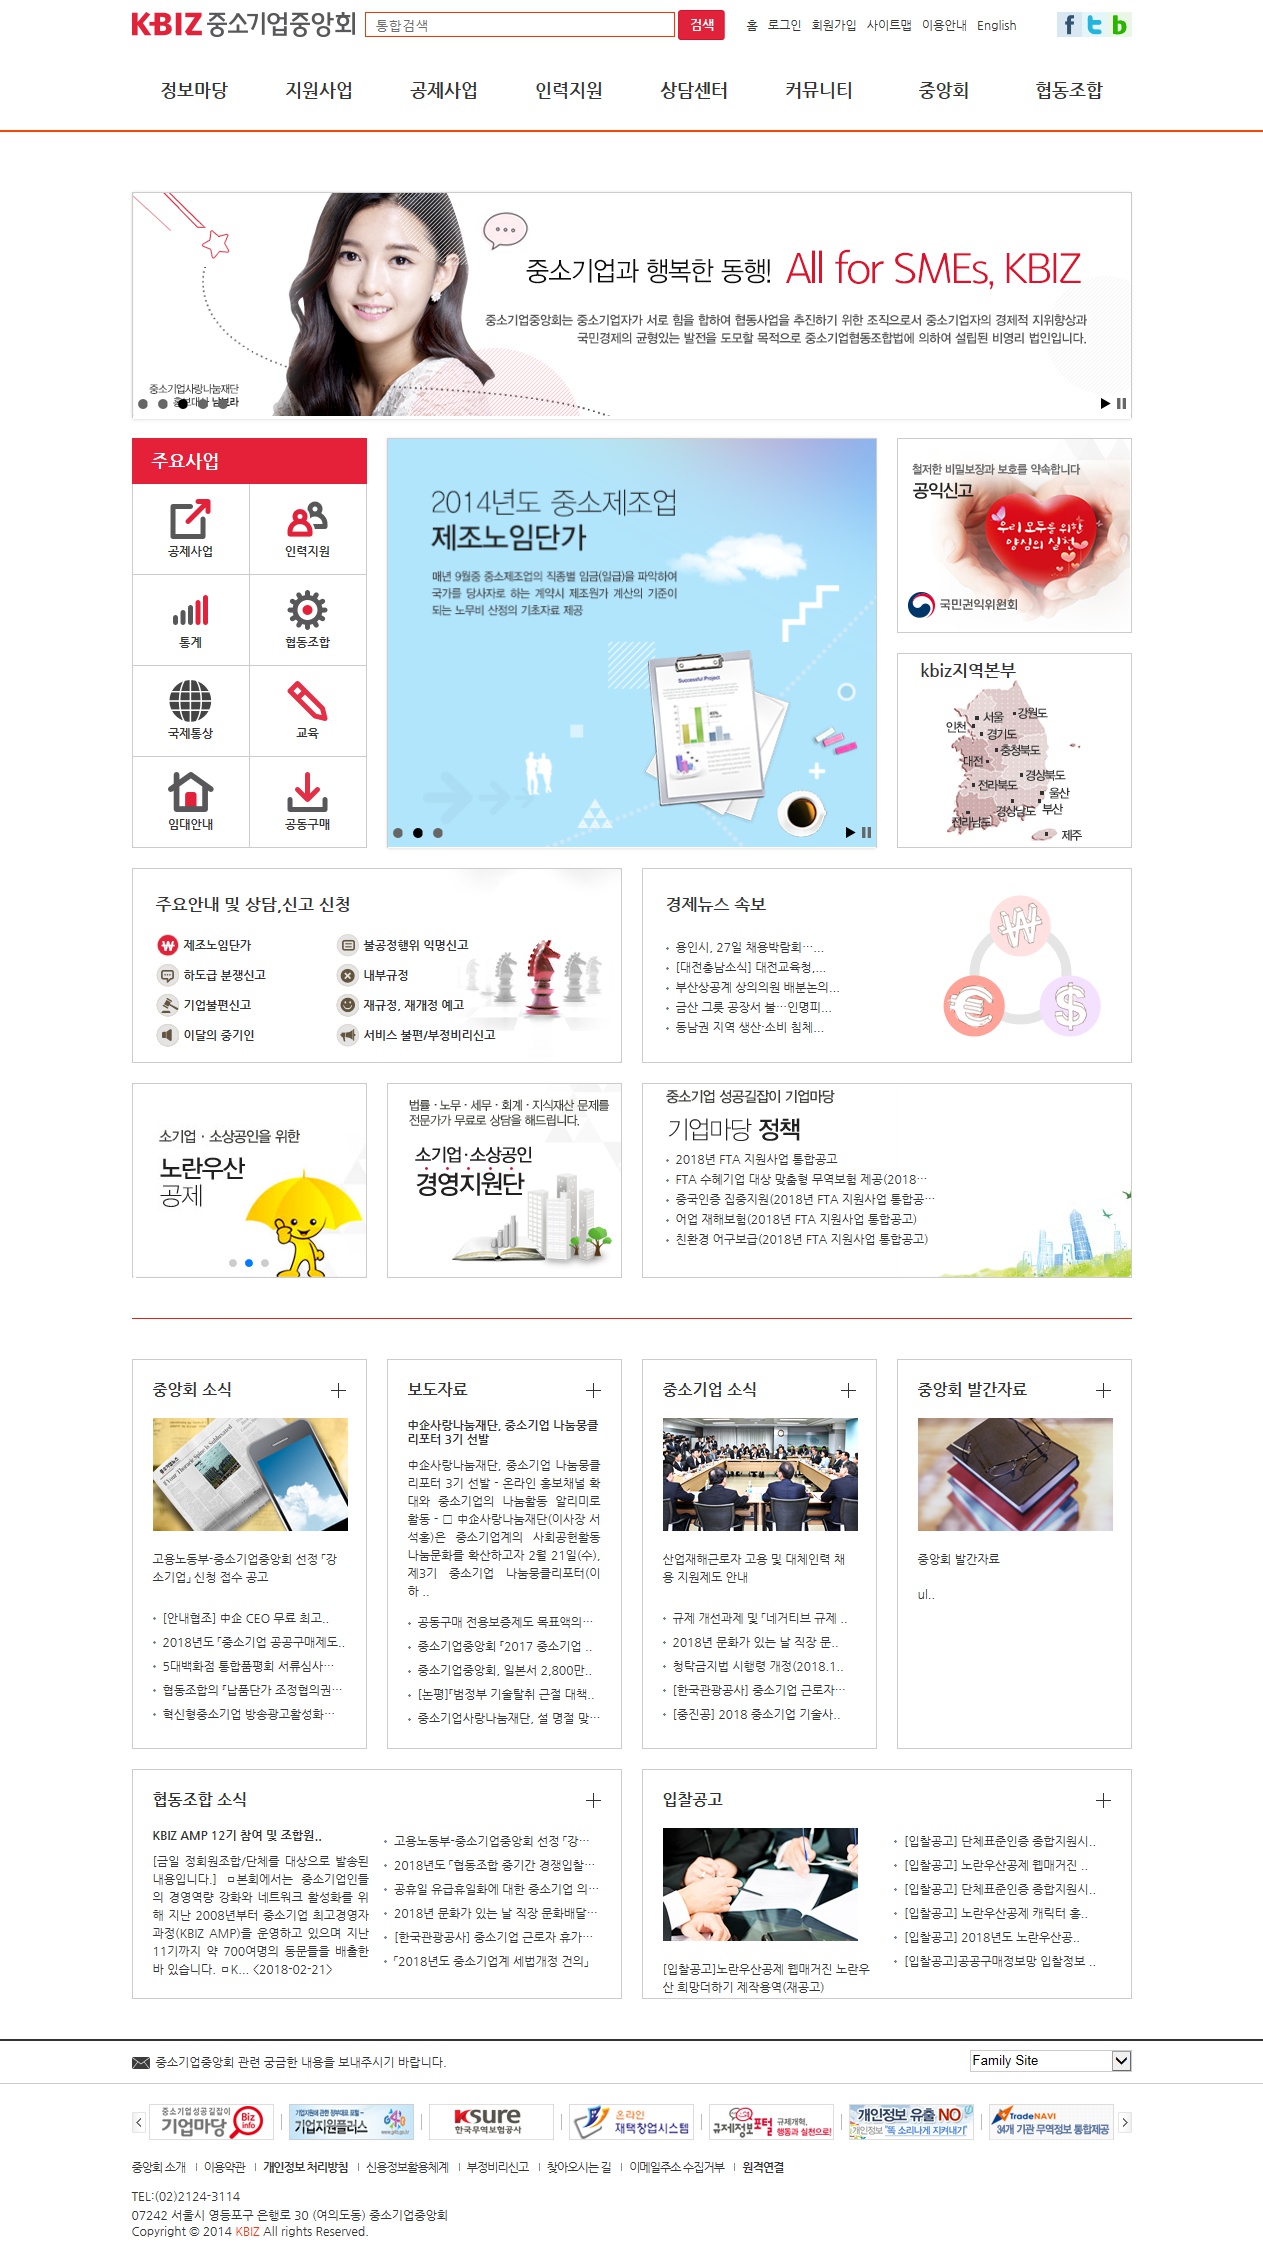 KBIZ 중소기업중앙회
통합검색
검색
홈 로그인 회원가입 사이트맵 이용안내 English
정보마당 지원사업 공제사업 인력지원 상담센터 커뮤니티 중앙회 협동조합
중소기업과 행복한 동행! All for SMEs, KBIZ
중소기업중앙회는 중소기업자가 서로 힘을 합하여 협동사업을 추진하기 위한 조직으로서 중소기업자의 경제적 지위향상과
국민경제의 균형있는 발전을 도모할 목적으로 중소기업협동조합법에 의하여 설립된 비영리 법인입니다.
중소기업사랑나눔재단
홍보대사 남보라
주요사업
공제사업 인력지원
통계 협동조합
국제통상 교육
임대안내 공동구매
2014년도 중소제조업
제조노임단가
매년 9월중 중소제조업의 직종별 임금(일급)을 파악하여
국가를 당사자로 하는 계약시 제조원가 계산의 기준이
되는 노무비 산정의 기초자료 제공
Successful Project
철저한 비밀보장과 보호를 약속합니다
공익신고
우리 모두를 위한
양심의 실천
국민권익위원회
kbiz지역본부
서울 강원도
인천
경기도
충청북도
대전
경상북도
전라북도
울산
경상남도 부산
전라남도
제주
주요안내 및 상담,신고 신청
제조노임단가 불공정행위 익명신고
하도급 분쟁신고 내부규정
기업불편신고 재규정, 재개정 예고
이달의 중기인 서비스 불편/부정비리신고
경제뉴스 속보
용인시, 27일 채용박람회…...
[대전충남소식] 대전교육청,...
부산상공계 상의의원 배분논의...
금산 그릇 공장서 불…인명피...
동남권 지역 생산·소비 침체...
소기업 · 소상공인을 위한
노란우산
공제
법률 · 노무 · 세무 · 회계 · 지식재산 문제를
전문가가 무료로 상담을 해드립니다.
소기업·소상공인
경영지원단
중소기업 성공길잡이 기업마당
기업마당 정책
2018년 FTA 지원사업 통합공고
FTA 수혜기업 대상 맞춤형 무역보험 제공(2018…
중국인증 집중지원(2018년 FTA 지원사업 통합공…
어업 재해보험(2018년 FTA 지원사업 통합공고)
친환경 어구보급(2018년 FTA 지원사업 통합공고)
중앙회 소식
고용노동부-중소기업중앙회 선정 「강
소기업」 신청 접수 공고
[안내협조] 中企 CEO 무료 최고..
2018년도 「중소기업 공공구매제도..
5대백화점 통합품평회 서류심사…
협동조합의 『납품단가 조정협의권…
혁신형중소기업 방송광고활성화…
보도자료
中企사랑나눔재단, 중소기업 나눔뭉클
리포터 3기 선발
中企사랑나눔재단, 중소기업 나눔뭉클
리포터 3기 선발 - 온라인 홍보채널 확
대와 중소기업의 나눔활동 알리미로
활동 - □ 中企사랑나눔재단(이사장 서
석홍)은 중소기업계의 사회공헌활동
나눔문화를 확산하고자 2월 21일(수),
제3기 중소기업 나눔뭉클리포터(이
하 ..
공동구매 전용보증제도 목표액의…
중소기업중앙회 『2017 중소기업 ..
중소기업중앙회, 일본서 2,800만..
[논평]『범정부 기술탈취 근절 대책..
중소기업사랑나눔재단, 설 명절 맞…
중소기업 소식
산업재해근로자 고용 및 대체인력 채
용 지원제도 안내
규제 개선과제 및 「네거티브 규제 ..
2018년 문화가 있는 날 직장 문..
청탁금지법 시행령 개정(2018.1..
[한국관광공사] 중소기업 근로자…
[중진공] 2018 중소기업 기술사..
중앙회 발간자료
중앙회 발간자료
ul..
협동조합 소식
KBIZ AMP 12기 참여 및 조합원..
[금일 정회원조합/단체를 대상으로 발송된
내용입니다.] ㅁ본회에서는 중소기업인들
의 경영역량 강화와 네트워크 활성화를 위
해 지난 2008년부터 중소기업 최고경영자
과정(KBIZ AMP)을 운영하고 있으며 지난
11기까지 약 700여명의 동문들을 배출한
바 있습니다. ㅁK... <2018-02-21>
고용노동부-중소기업중앙회 선정 「강…
2018년도 「협동조합 중기간 경쟁입찰…
공휴일 유급휴일화에 대한 중소기업 의…
2018년 문화가 있는 날 직장 문화배달…
[한국관광공사] 중소기업 근로자 휴가…
「2018년도 중소기업계 세법개정 건의」
입찰공고
[입찰공고]노란우산공제 웹매거진 노란우
산 희망더하기 제작용역(재공고)
[입찰공고] 단체표준인증 종합지원시..
[입찰공고] 노란우산공제 웹매거진 ..
[입찰공고] 단체표준인증 종합지원시..
[입찰공고] 노란우산공제 캐릭터 홍..
[입찰공고] 2018년도 노란우산공..
[입찰공고]공공구매정보망 입찰정보 ..
중소기업중앙회 관련 궁금한 내용을 보내주시기 바랍니다.
Family Site
중소기업성공길잡이
기업마당 Biz info
기업지원플러스 G4B
Ksure
한국무역보험공사
온라인
재택창업시스템
규제정보포털 규제개혁,
행동과 실천으로!
개인정보 유출 NO
개인정보 "똑 소리나게 지켜내기"
TradeNAVI
34개 기관 무역정보 통합제공
중앙회 소개 | 이용약관 | 개인정보 처리방침 | 신용정보활용체계 | 부정비리신고 | 찾아오시는 길 | 이메일주소 수집거부 | 원격연결
TEL:(02)2124-3114
07242 서울시 영등포구 은행로 30 (여의도동) 중소기업중앙회
Copyright © 2014 KBIZ All rights Reserved.